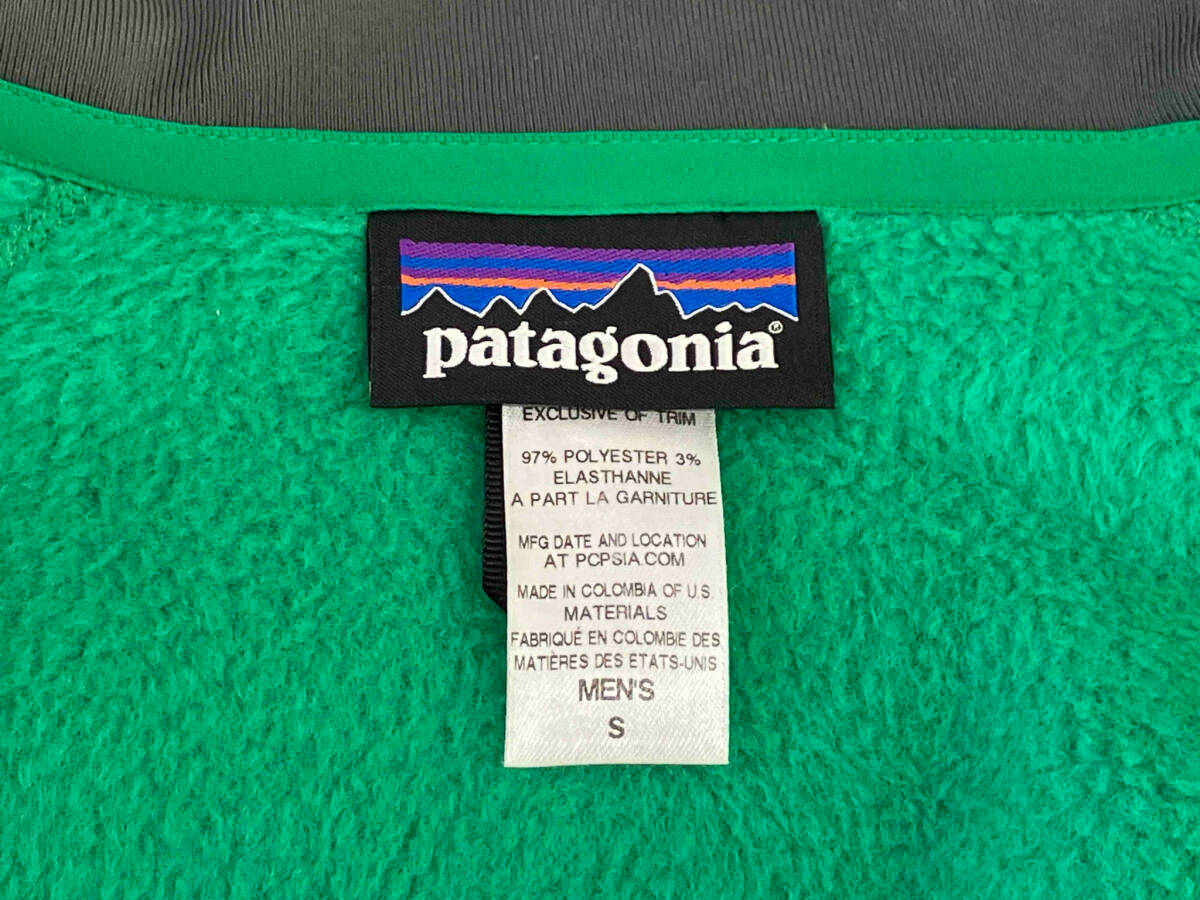 patagonia®
EXCLUSIVE OF TRIM
97% POLYESTER 3%
ELASTHANNE
A PART LA GARNITURE
MFG DATE AND LOCATION
AT PCPSIA.COM
MADE IN COLOMBIA OF U.S.
MATERIALS
FABRIQUÉ EN COLOMBIE DES
MATIÈRES DES ETATS-UNIS
MEN'S
S